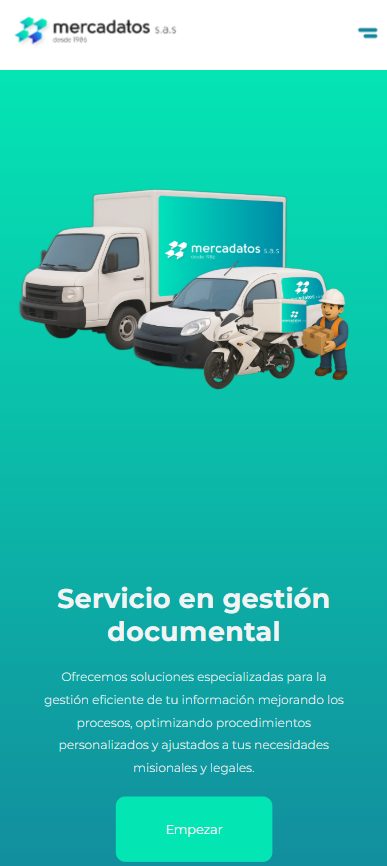 mercadatos s.a.s
desde 1986
mercadatos s.a.s
desde 1986
Servicio en gestión
documental
Ofrecemos soluciones especializadas para la
gestión eficiente de tu información mejorando los
procesos, optimizando procedimientos
personalizados y ajustados a tus necesidades
misionales y legales.
Empezar